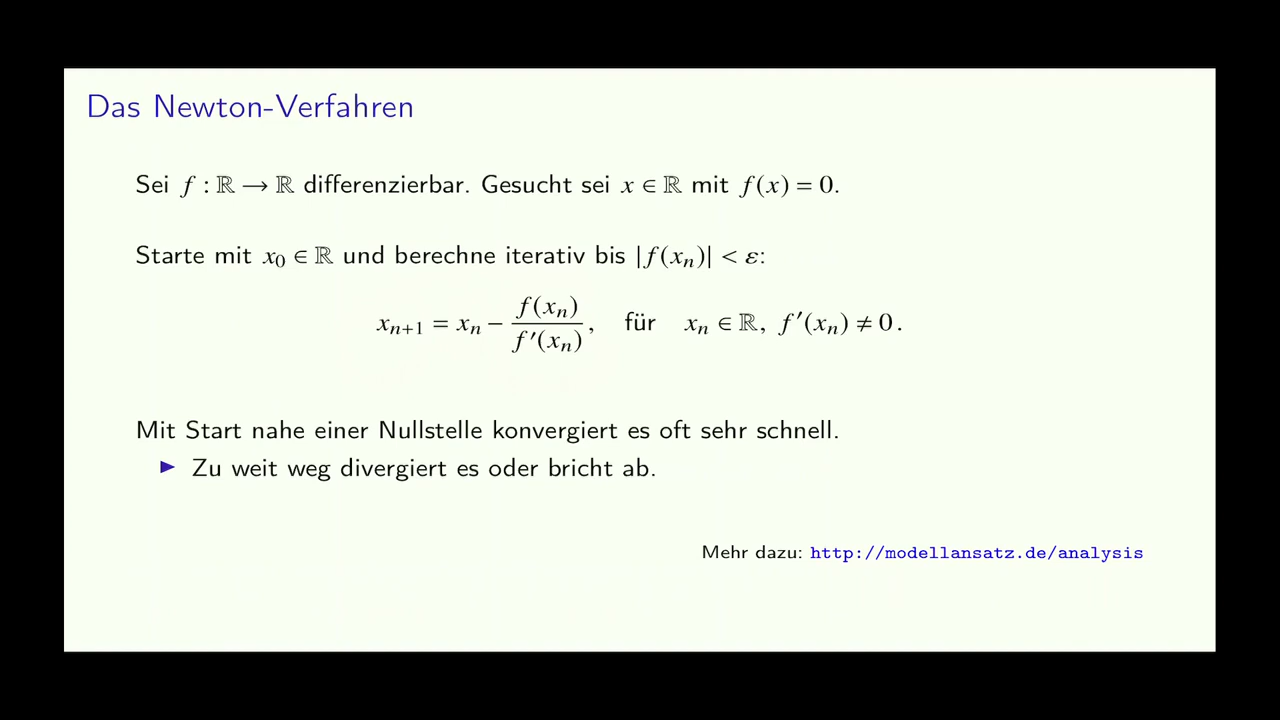 Das Newton-Verfahren
Sei f : ℝ → ℝ differenzierbar. Gesucht sei x ∈ ℝ mit f(x) = 0.
Starte mit x₀ ∈ ℝ und berechne iterativ bis |f(xₙ)| < ε:
xₙ₊₁ = xₙ − f(xₙ)/f′(xₙ), für xₙ ∈ ℝ, f′(xₙ) ≠ 0.
Mit Start nahe einer Nullstelle konvergiert es oft sehr schnell.
▶ Zu weit weg divergiert es oder bricht ab.
Mehr dazu: http://modellansatz.de/analysis